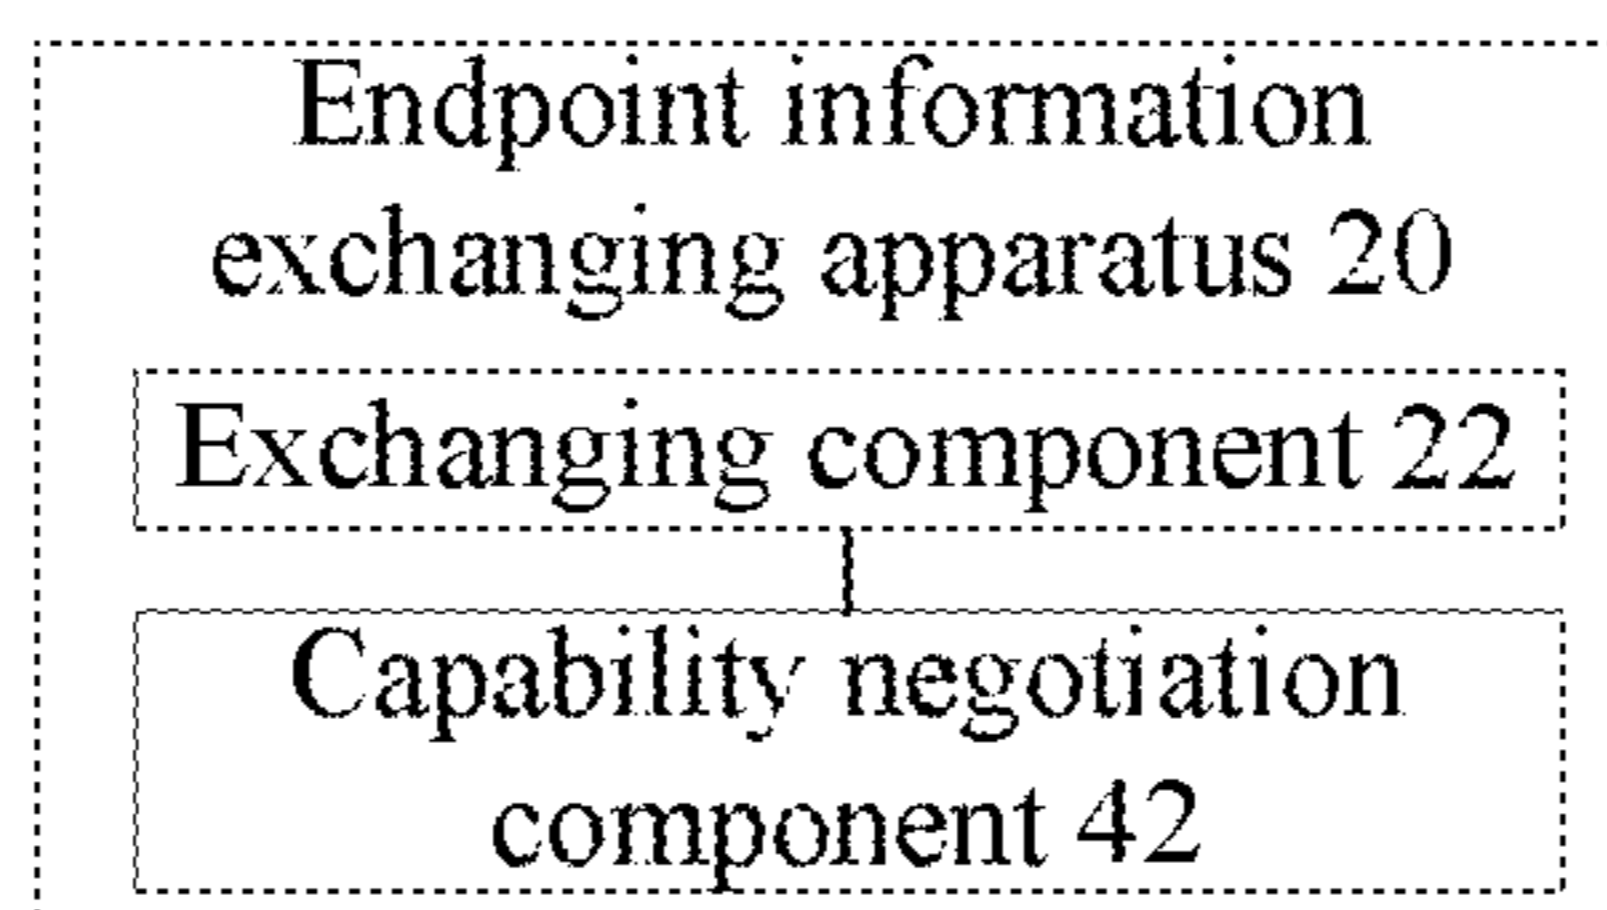 Endpoint information
exchanging apparatus 20
Exchanging component 22
Capability negotiation
component 42